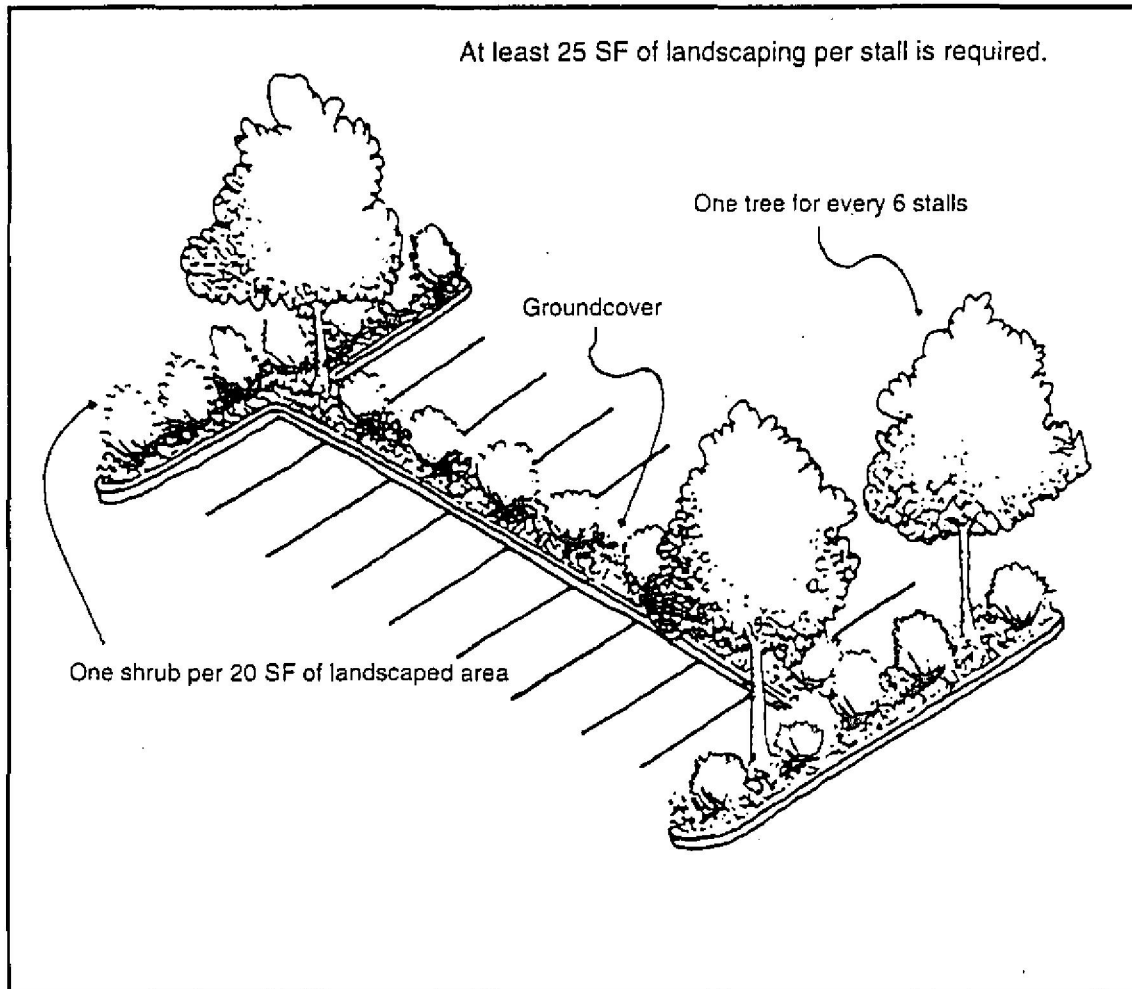 At least 25 SF of landscaping per stall is required.
One tree for every 6 stalls
Groundcover
One shrub per 20 SF of landscaped area